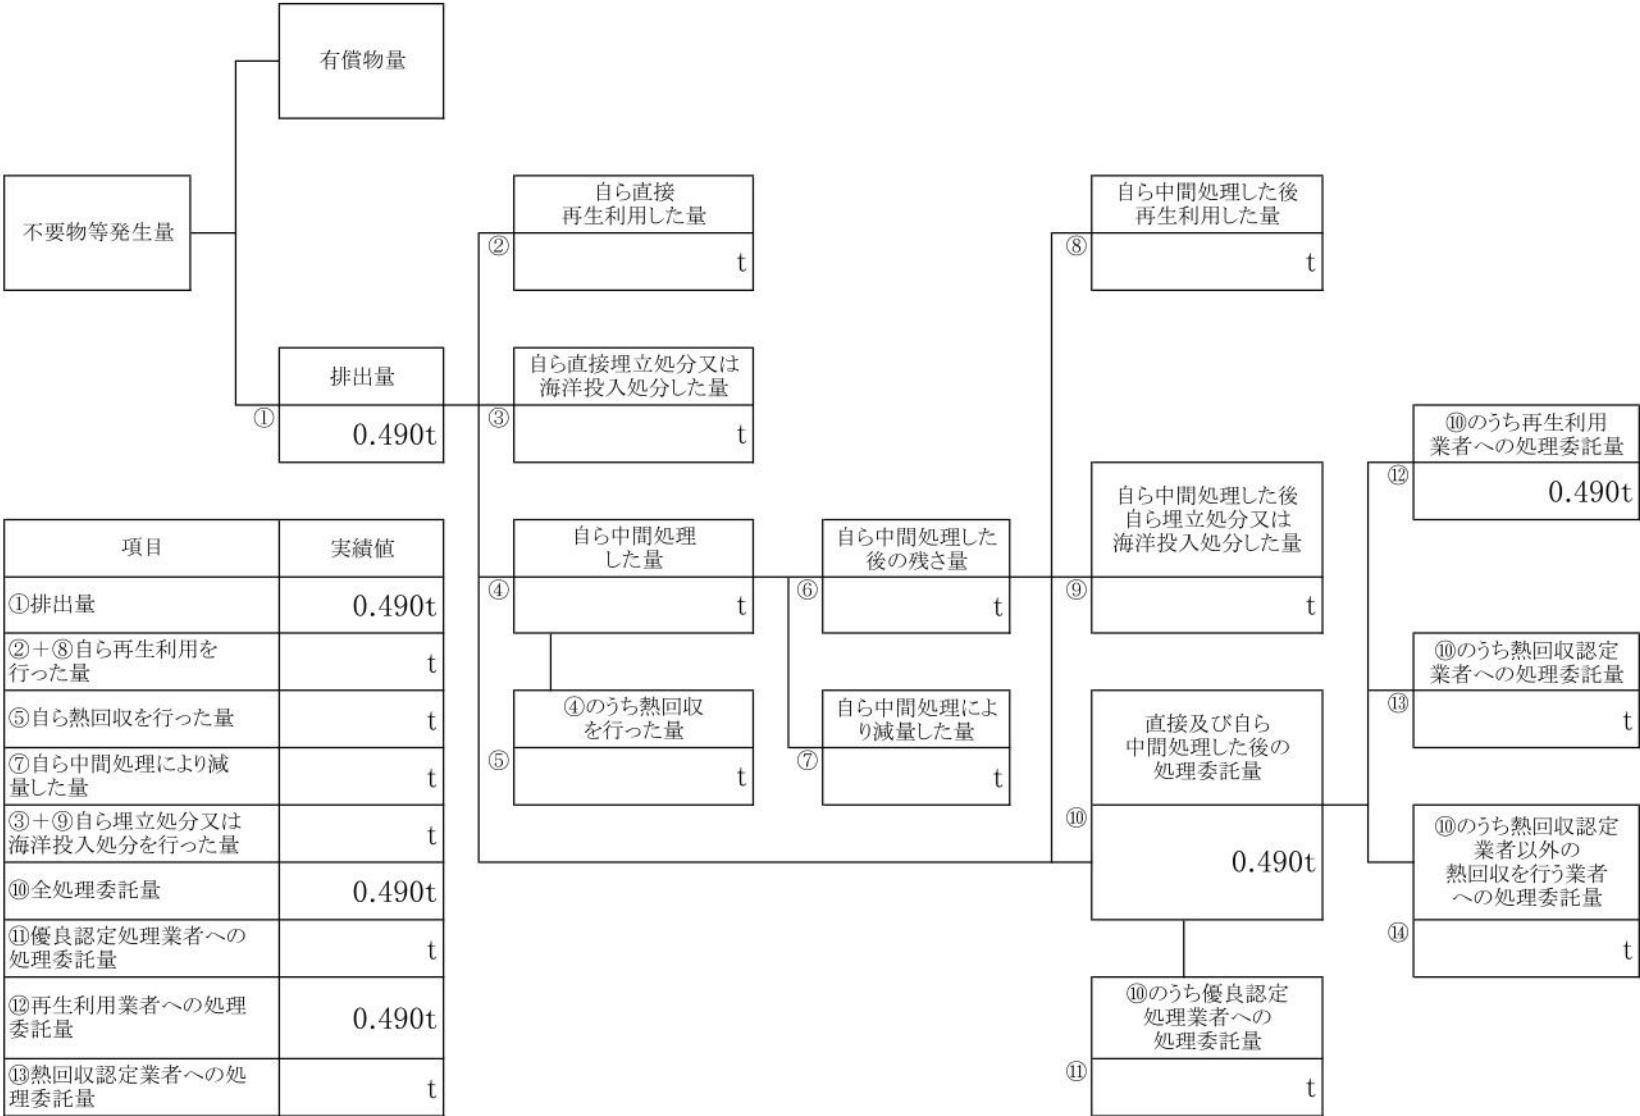 有償物量
不要物等発生量
自ら直接
再生利用した量
②
t
自ら中間処理した後
再生利用した量
⑧
t
排出量
①
0.490t
自ら直接埋立処分又は
海洋投入処分した量
③
t
⑩のうち再生利用
業者への処理委託量
⑫
0.490t
自ら中間処理
した量
④
t
自ら中間処理した
後の残さ量
⑥
t
自ら中間処理した後
自ら埋立処分又は
海洋投入処分した量
⑨
t
④のうち熱回収
を行った量
⑤
t
自ら中間処理によ
り減量した量
⑦
t
直接及び自ら
中間処理した後の
処理委託量
⑩
0.490t
⑩のうち熱回収認定
業者への処理委託量
⑬
t
⑩のうち熱回収認定
業者以外の
熱回収を行う業者
への処理委託量
⑭
t
⑩のうち優良認定
処理業者への
処理委託量
⑪
t
項目 実績値
①排出量 0.490t
②+⑧自ら再生利用を
行った量 t
⑤自ら熱回収を行った量 t
⑦自ら中間処理により減
量した量 t
③+⑨自ら埋立処分又は
海洋投入処分を行った量 t
⑩全処理委託量 0.490t
⑪優良認定処理業者への
処理委託量 t
⑫再生利用業者への処理
委託量 0.490t
⑬熱回収認定業者への処
理委託量 t